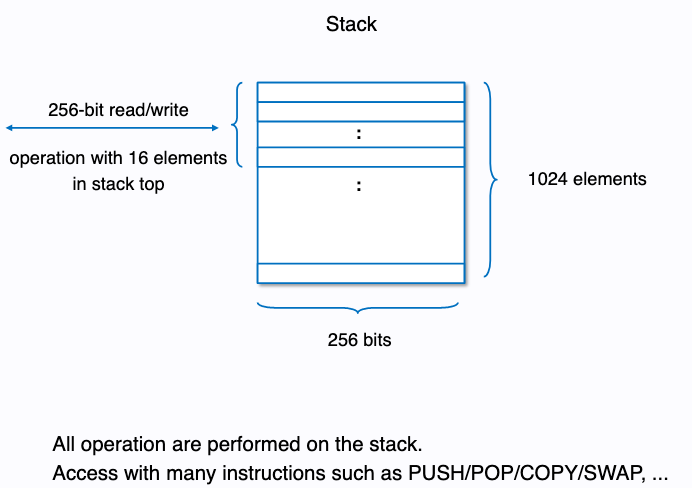 Stack
256-bit read/write
operation with 16 elements
in stack top
:
:
1024 elements
256 bits
All operation are performed on the stack.
Access with many instructions such as PUSH/POP/COPY/SWAP, ...